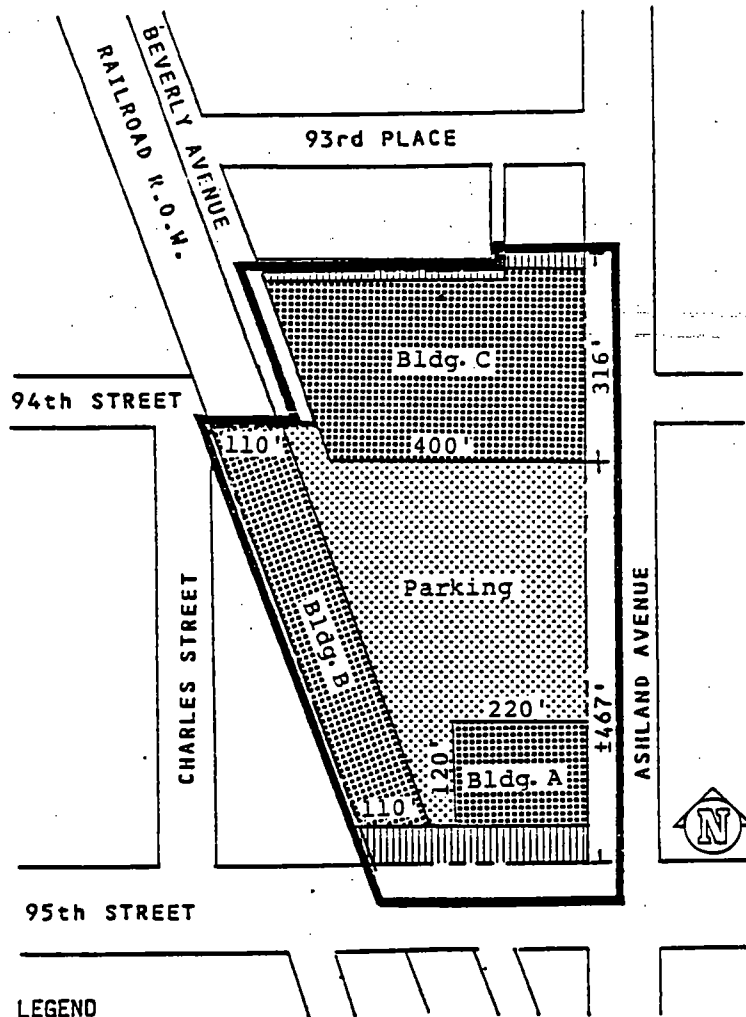 BEVERLY AVENUE
RAILROAD R.O.W.
93rd PLACE
Bldg. C
316'
94th STREET
110'
400'
Parking
Bldg. B
CHARLES STREET
ASHLAND AVENUE
±467'
220'
120'
Bldg. A
110'
N
95th STREET
LEGEND